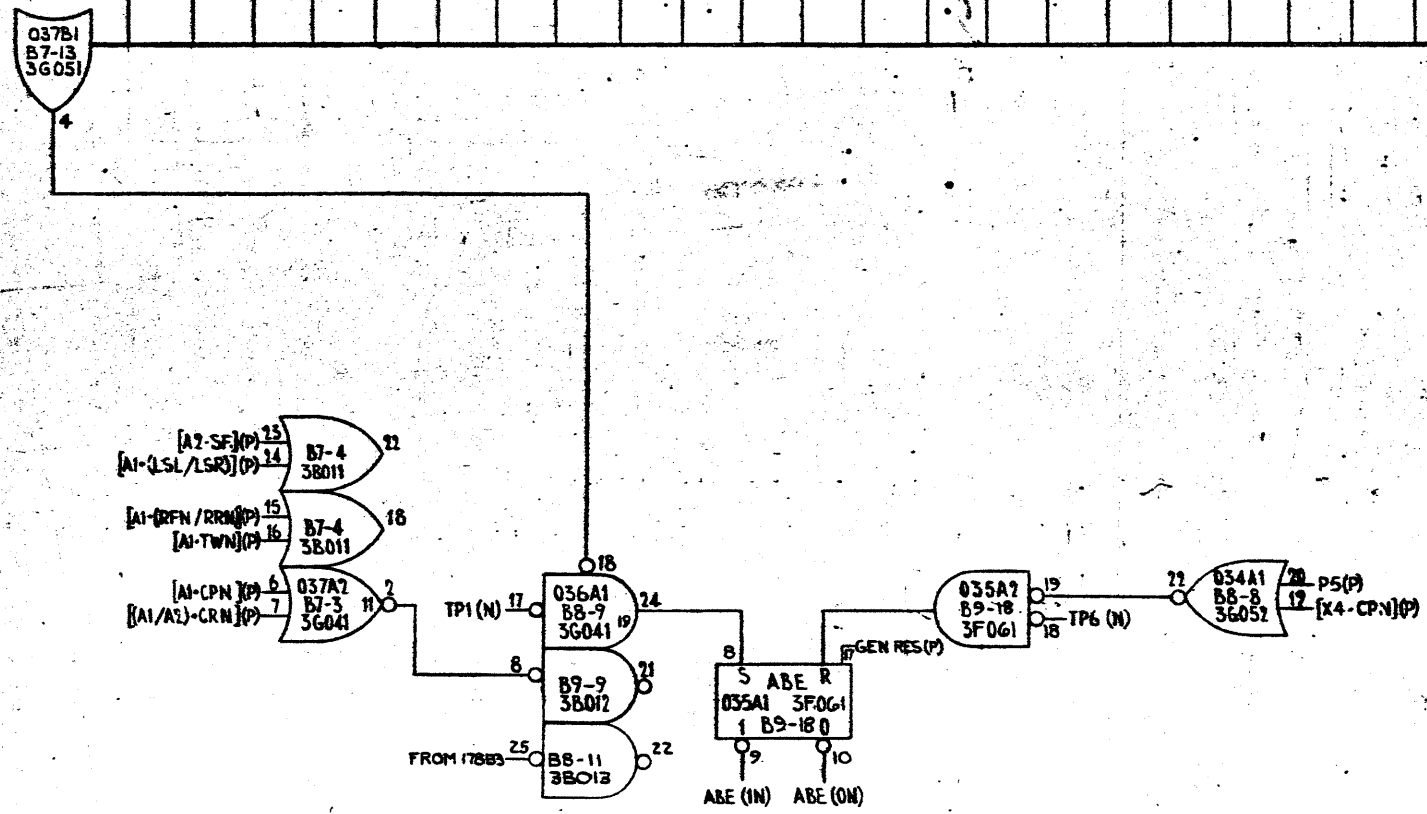 037B1
B7-13
3G051
4
[A2·SF](P) 23
[A1·(LSL/LSR)](P) 24
B7-4
3B011
22
[A1·(RFN/RRN)](P) 15
[A1·TWN](P) 16
B7-4
3B011
18
[A1·CPN](P) 6
[(A1/A2)·CRN](P) 7
037A2
B7-3
3G041
11
2
18
TP1 (N) 17
036A1
B8-9
3G041
19
24
8
B9-9
3B012
21
FROM 178B3 25
B8-11
3B013
22
8
S ABE R
035A1 3F061
1 B9-18 0
9
10
ABE (1N) ABE (0N)
GEN RES(P)
035A2
B9-18
3F061
19
18 TP6 (N)
22
034A1
B8-8
3G052
20 P5(P)
19 [X4·CPN](P)